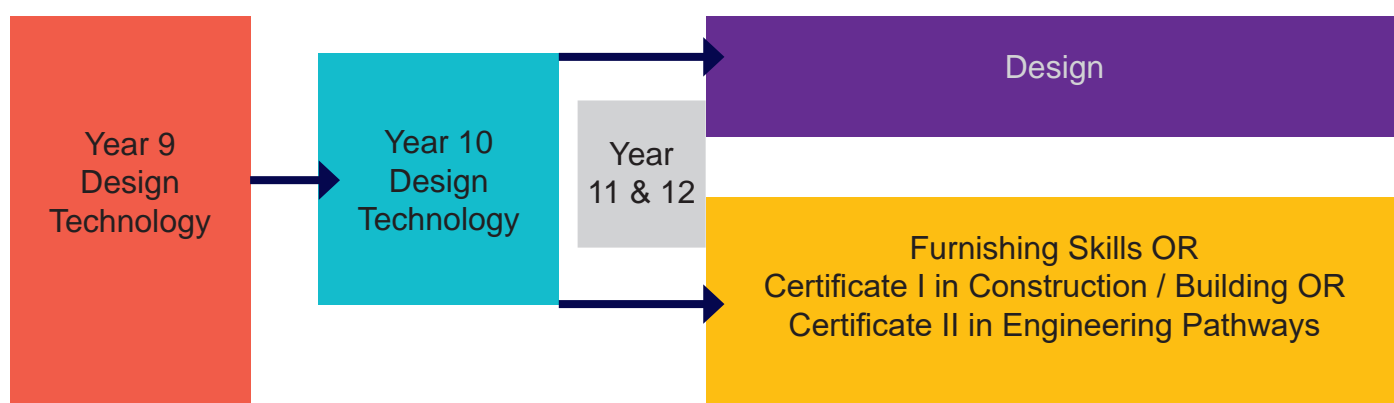 Year 9
Design
Technology
Year 10
Design
Technology
Year
11 & 12
Design
Furnishing Skills OR
Certificate I in Construction / Building OR
Certificate II in Engineering Pathways